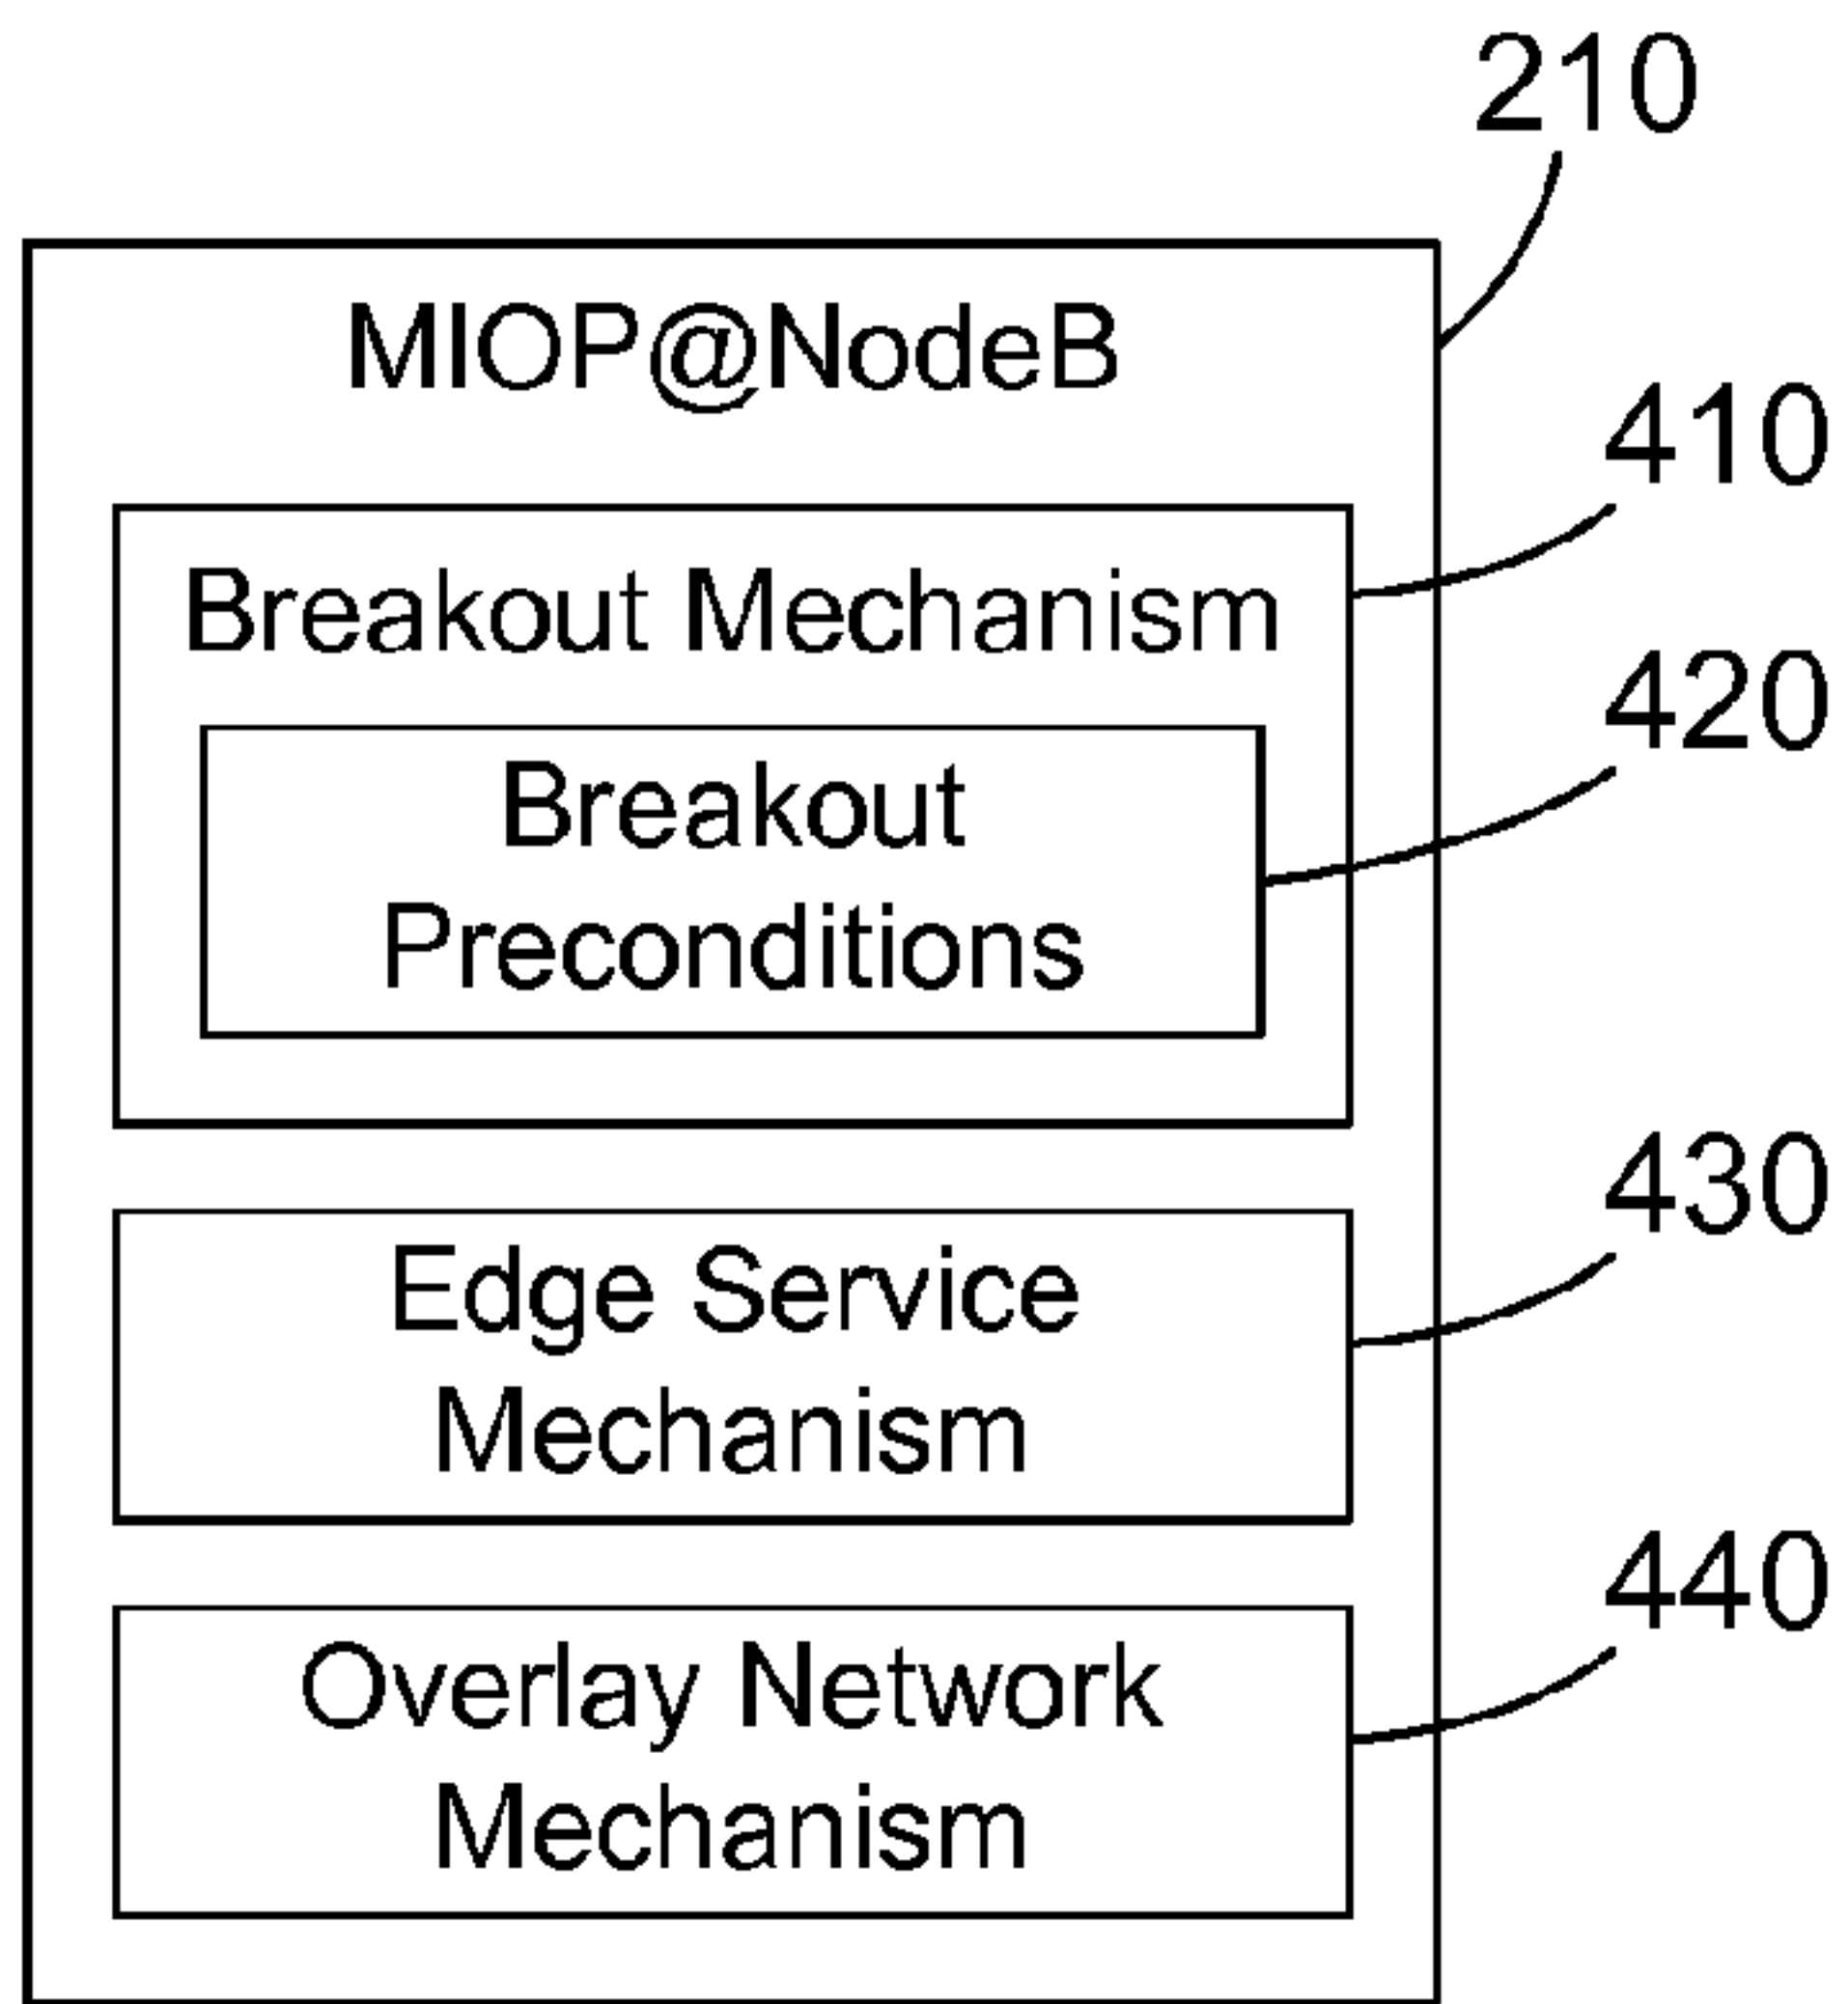 210
MIOP@NodeB
410
Breakout Mechanism
420
Breakout
Preconditions
430
Edge Service
Mechanism
440
Overlay Network
Mechanism